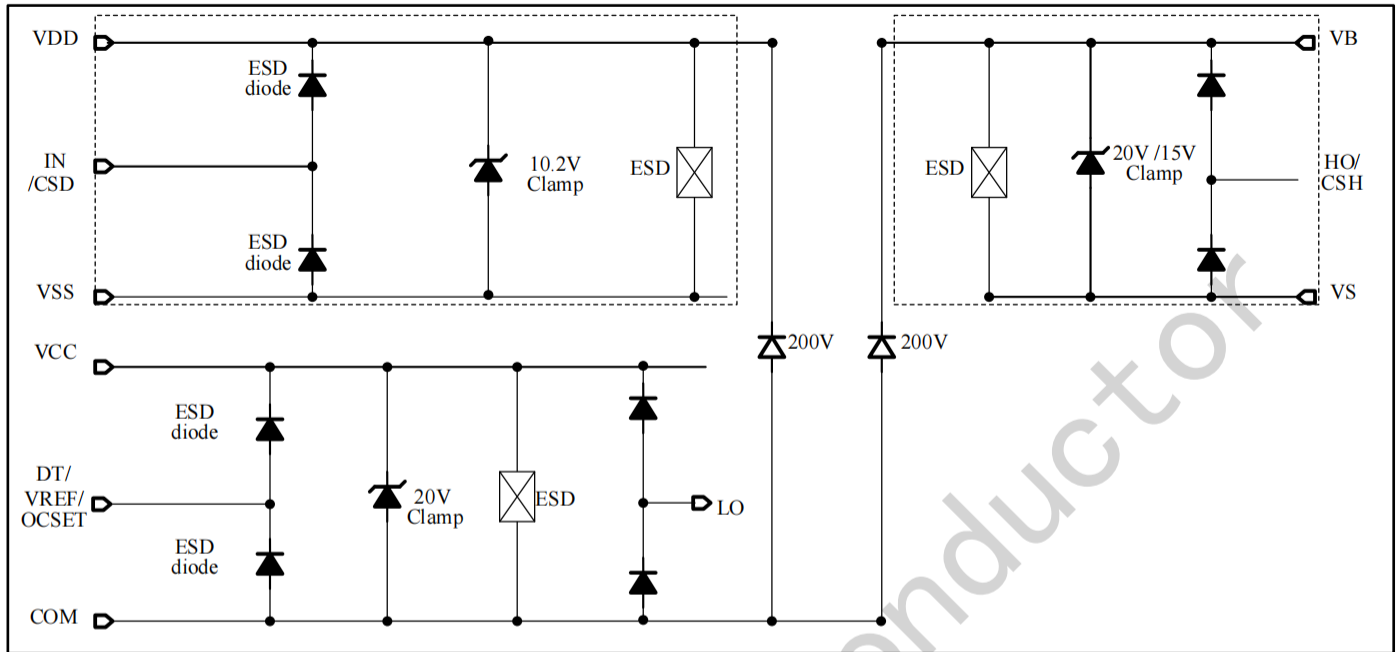 VDD
ESD
diode
IN
/CSD
10.2V
Clamp
ESD
ESD
diode
VSS
VB
ESD
20V /15V
Clamp
HO/
CSH
VS
200V
200V
VCC
ESD
diode
DT/
VREF/
OCSET
20V
Clamp
ESD
LO
ESD
diode
COM
onductor